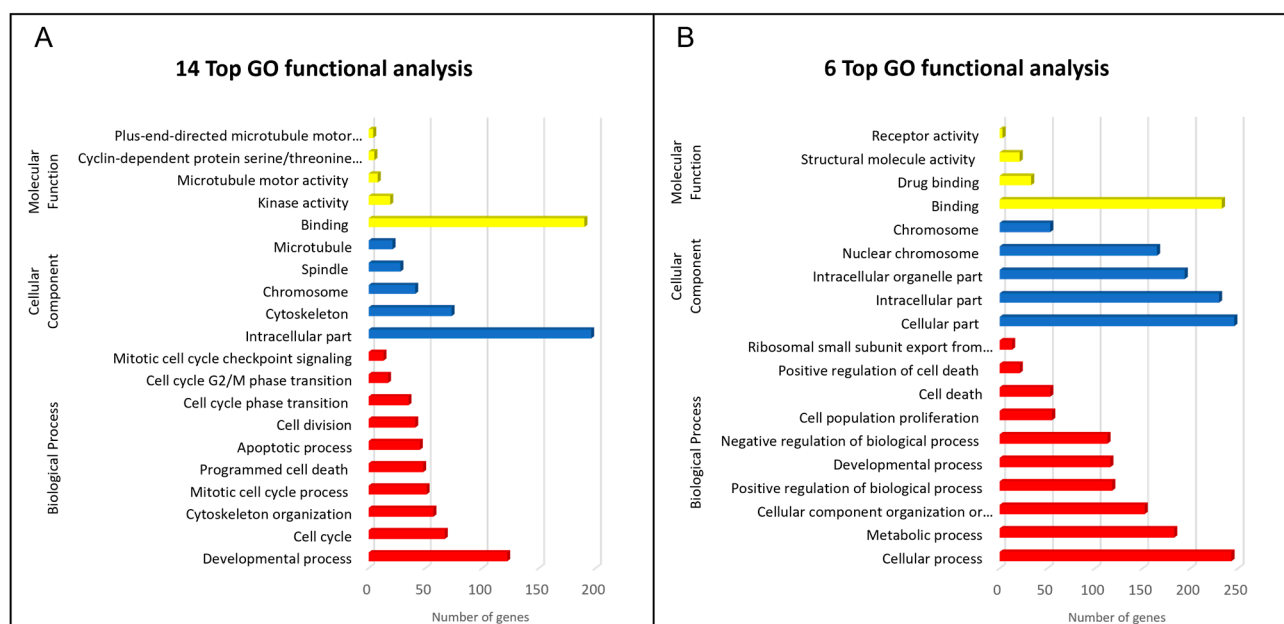 A
14 Top GO functional analysis
Molecular
Function
Plus-end-directed microtubule motor…
Cyclin-dependent protein serine/threonine…
Microtubule motor activity
Kinase activity
Binding
Cellular
Component
Microtubule
Spindle
Chromosome
Cytoskeleton
Intracellular part
Biological Process
Mitotic cell cycle checkpoint signaling
Cell cycle G2/M phase transition
Cell cycle phase transition
Cell division
Apoptotic process
Programmed cell death
Mitotic cell cycle process
Cytoskeleton organization
Cell cycle
Developmental process
0 50 100 150 200
Number of genes
B
6 Top GO functional analysis
Molecular
Function
Receptor activity
Structural molecule activity
Drug binding
Binding
Cellular
Component
Chromosome
Nuclear chromosome
Intracellular organelle part
Intracellular part
Cellular part
Biological Process
Ribosomal small subunit export from…
Positive regulation of cell death
Cell death
Cell population proliferation
Negative regulation of biological process
Developmental process
Positive regulation of biological process
Cellular component organization or…
Metabolic process
Cellular process
0 50 100 150 200 250
Number of genes